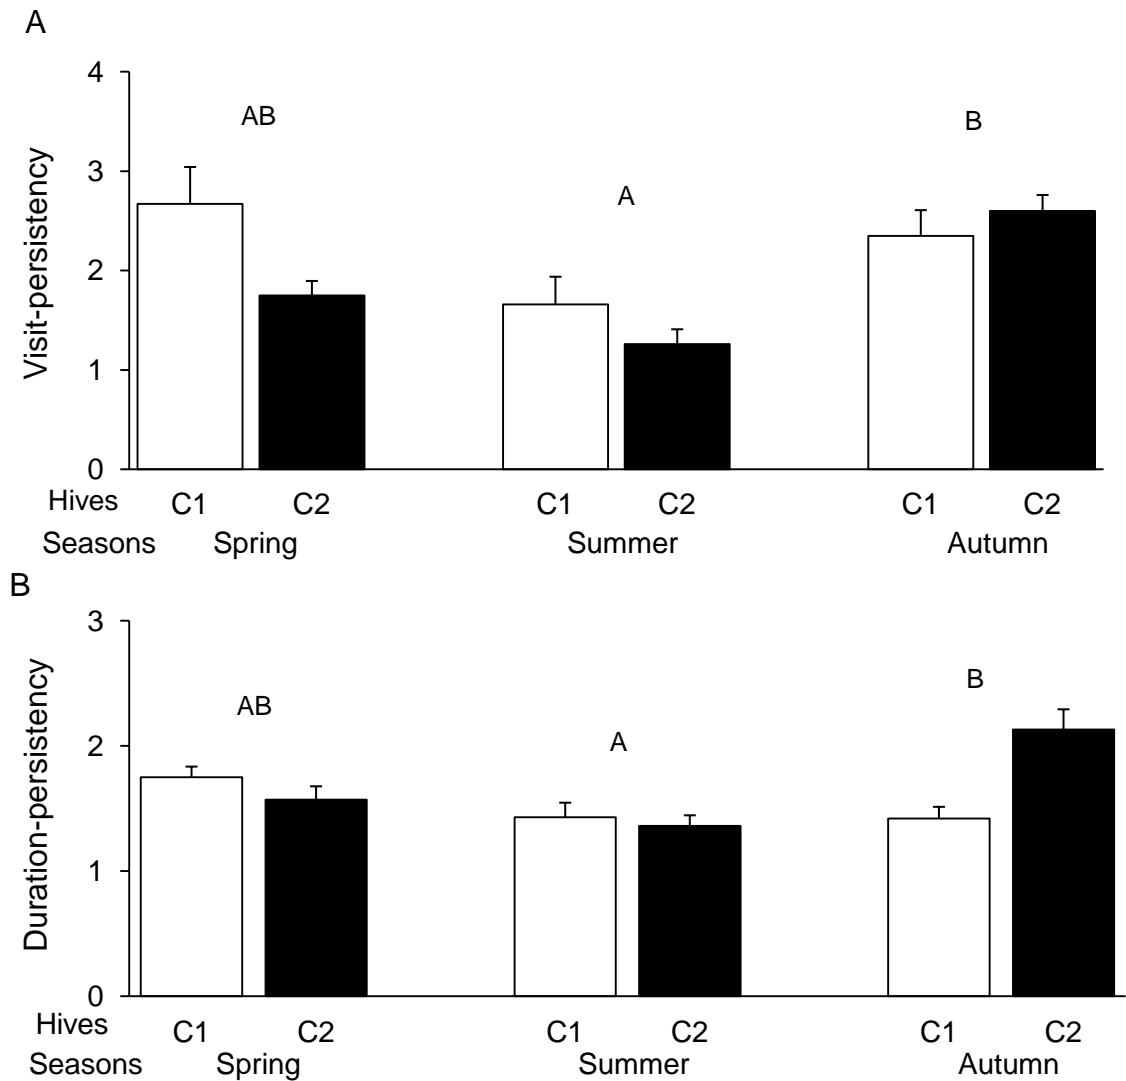 A
Visit-persistency
4
3
2
1
0
AB
A
B
Hives C1 C2 C1 C2 C1 C2
Seasons Spring Summer Autumn
B
Duration-persistency
3
2
1
0
AB
A
B
Hives C1 C2 C1 C2 C1 C2
Seasons Spring Summer Autumn